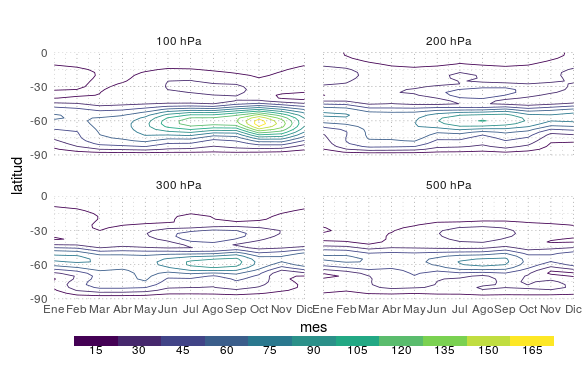 100 hPa 200 hPa
0
-30
-60
-90
latitud
300 hPa 500 hPa
0
-30
-60
-90
Ene Feb Mar Abr May Jun Jul Ago Sep Oct Nov Dic Ene Feb Mar Abr May Jun Jul Ago Sep Oct Nov Dic
mes
15 30 45 60 75 90 105 120 135 150 165